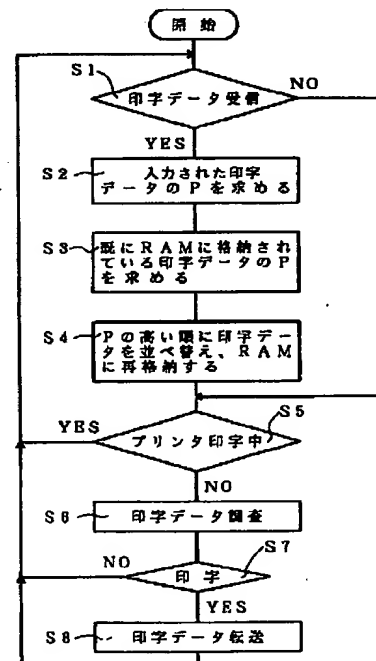 開始
S1
印字データ受信
NO
YES
S2
入力された印字
データのPを求める
S3
既にRAMに格納され
ている印字データのP
を求める
S4
Pの高い順に印字デー
タを並べ替え、RAM
に再格納する
S5
YES
プリンタ印字中
NO
S6
印字データ調査
S7
NO
印字
YES
S8
印字データ転送